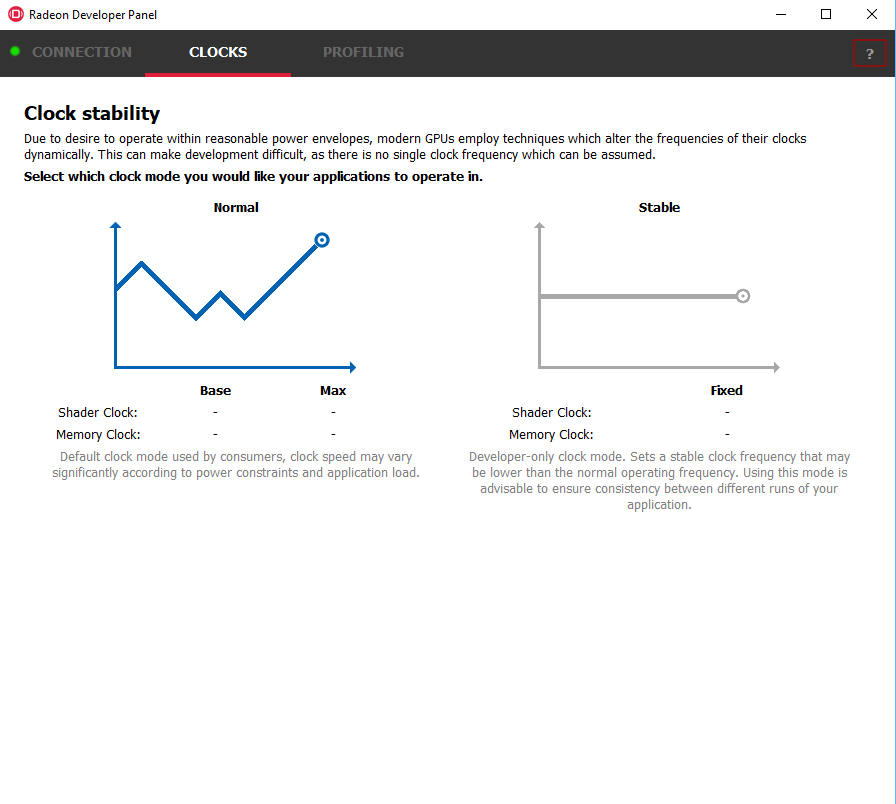 Radeon Developer Panel
CONNECTION CLOCKS PROFILING ?
Clock stability
Due to desire to operate within reasonable power envelopes, modern GPUs employ techniques which alter the frequencies of their clocks
dynamically. This can make development difficult, as there is no single clock frequency which can be assumed.
Select which clock mode you would like your applications to operate in.
Normal
Base Max
Shader Clock: - -
Memory Clock: - -
Default clock mode used by consumers, clock speed may vary
significantly according to power constraints and application load.
Stable
Fixed
Shader Clock: -
Memory Clock: -
Developer-only clock mode. Sets a stable clock frequency that may
be lower than the normal operating frequency. Using this mode is
advisable to ensure consistency between different runs of your
application.